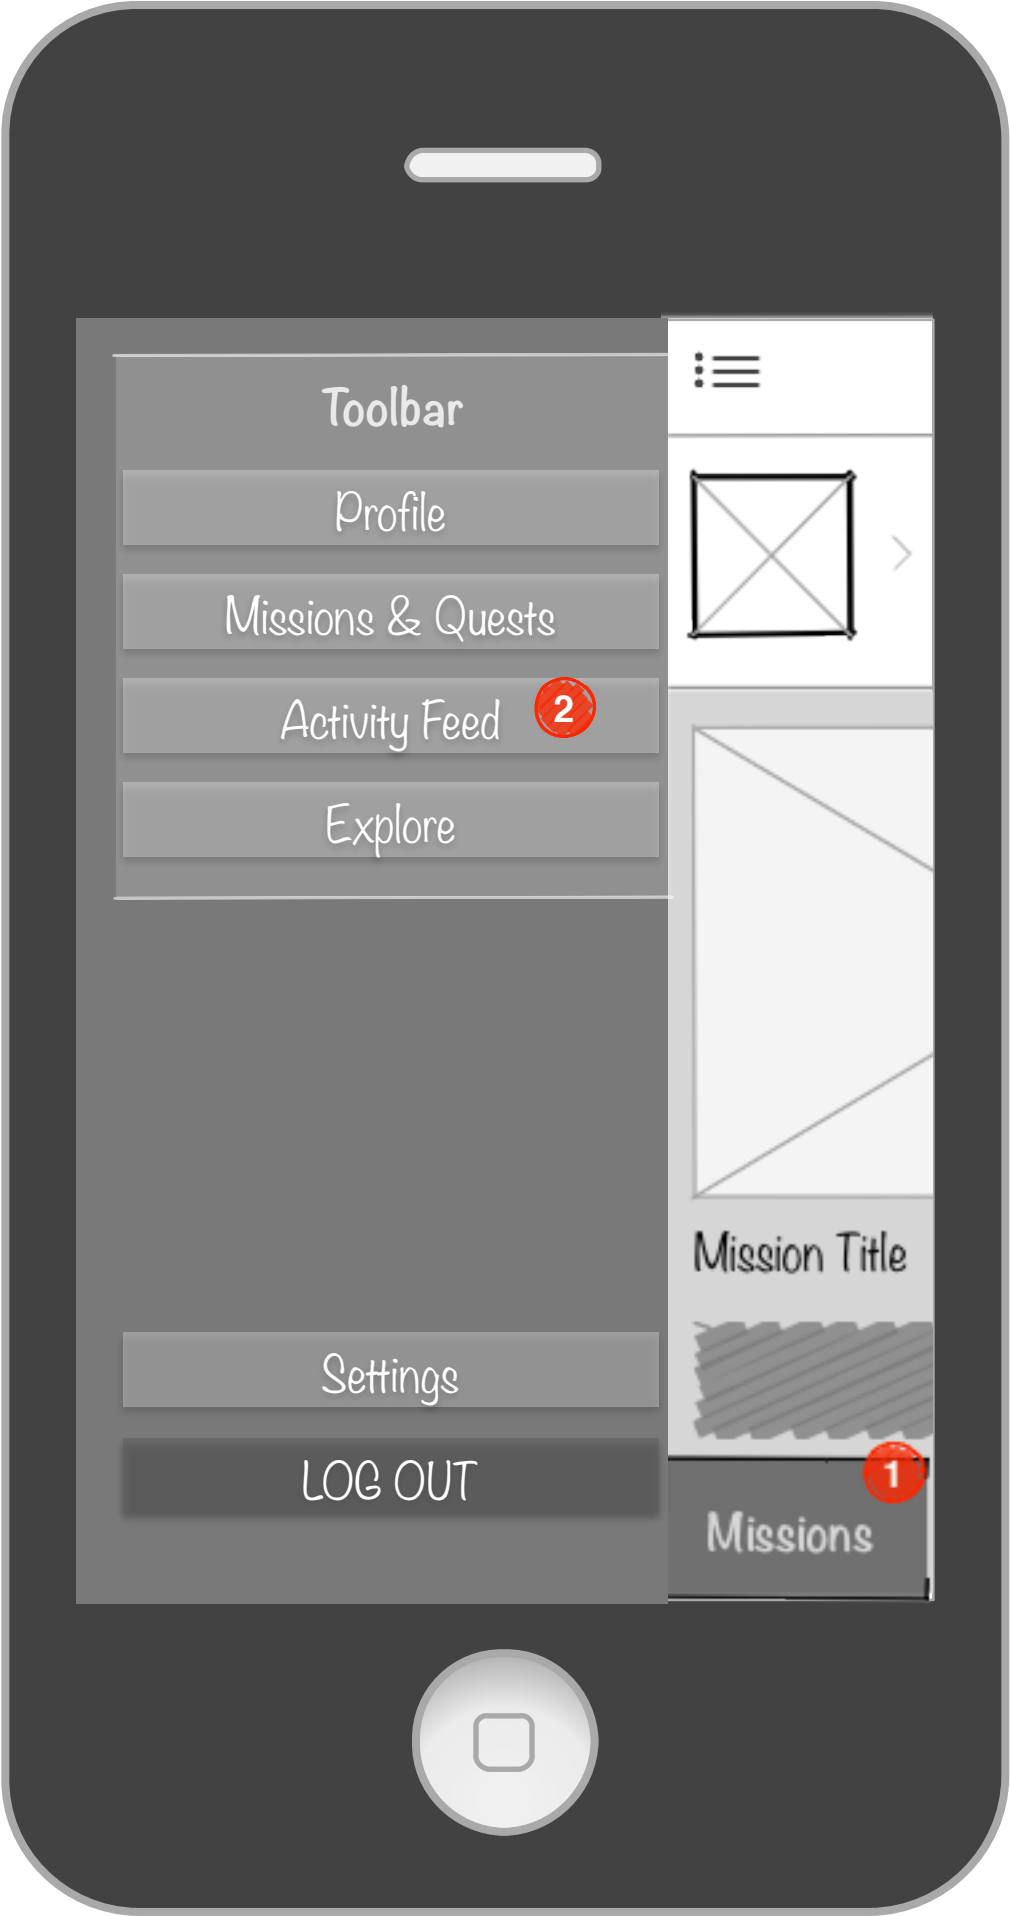 Toolbar
Profile
Missions & Quests
Activity Feed 2
Explore
Settings
LOG OUT
Mission Title
1
Missions